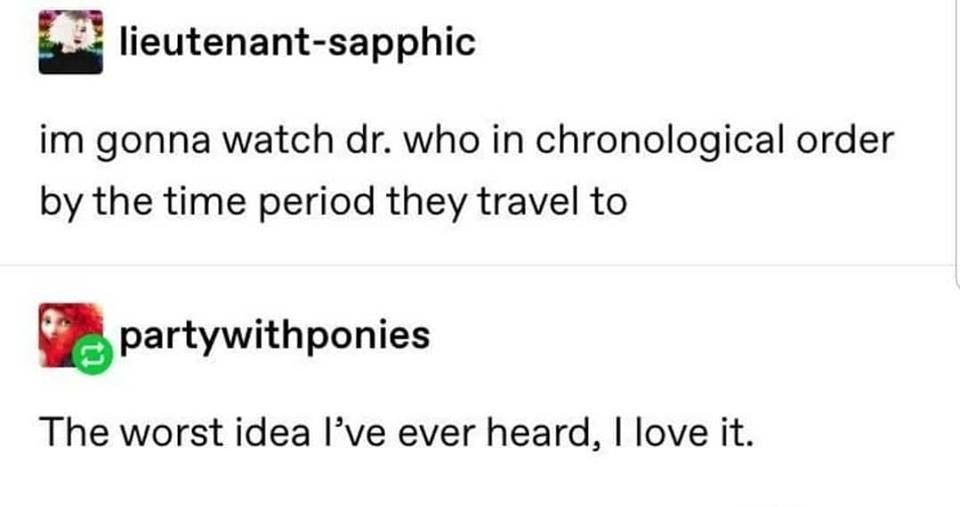 lieutenant-sapphic
im gonna watch dr. who in chronological order
by the time period they travel to
partywithponies
The worst idea I’ve ever heard, I love it.